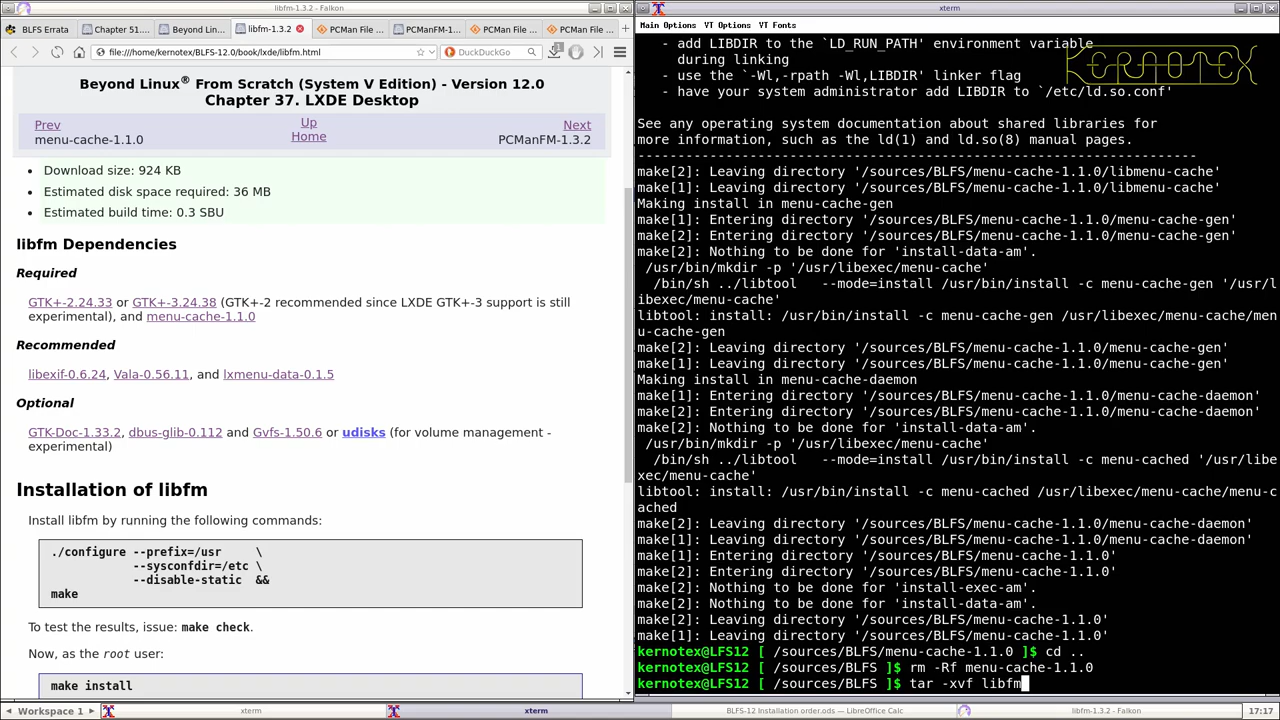 libfm-1.3.2 - Falkon
BLFS Errata
Chapter S1...
Beyond Linu...
libfm-1.3.2
PCMan File ...
PCManFM-1...
PCMan File ...
PCMan File ...
file:///home/kernotex/BLFS-12.0/book/lxde/libfm.html
DuckDuckGo
Beyond Linux® From Scratch (System V Edition) - Version 12.0
Chapter 37. LXDE Desktop
Prev
Up
Next
menu-cache-1.1.0
Home
PCManFM-1.3.2
Download size: 924 KB
Estimated disk space required: 36 MB
Estimated build time: 0.3 SBU
libfm Dependencies
Required
GTK+-2.24.33 or GTK+-3.24.38 (GTK+-2 recommended since LXDE GTK+-3 support is still
experimental), and menu-cache-1.1.0
Recommended
libexif-0.6.24, Vala-0.56.11, and lxmenu-data-0.1.5
Optional
GTK-Doc-1.33.2, dbus-glib-0.112 and Gvfs-1.50.6 or udisks (for volume management -
experimental)
Installation of libfm
Install libfm by running the following commands:
./configure --prefix=/usr \
--sysconfdir=/etc \
--disable-static &&
make
To test the results, issue: make check.
Now, as the root user:
make install
xterm
Main Options VT Options VT Fonts
KERNOTEX
- add LIBDIR to the `LD_RUN_PATH' environment variable
during linking
- use the `-Wl,-rpath -Wl,LIBDIR' linker flag
- have your system administrator add LIBDIR to `/etc/ld.so.conf'
See any operating system documentation about shared libraries for
more information, such as the ld(1) and ld.so(8) manual pages.
----------------------------------------------------------------------
make[2]: Leaving directory '/sources/BLFS/menu-cache-1.1.0/libmenu-cache'
make[1]: Leaving directory '/sources/BLFS/menu-cache-1.1.0/libmenu-cache'
Making install in menu-cache-gen
make[1]: Entering directory '/sources/BLFS/menu-cache-1.1.0/menu-cache-gen'
make[2]: Entering directory '/sources/BLFS/menu-cache-1.1.0/menu-cache-gen'
make[2]: Nothing to be done for 'install-data-am'.
/usr/bin/mkdir -p '/usr/libexec/menu-cache'
/bin/sh ../libtool --mode=install /usr/bin/install -c menu-cache-gen '/usr/l
ibexec/menu-cache'
libtool: install: /usr/bin/install -c menu-cache-gen /usr/libexec/menu-cache/men
u-cache-gen
make[2]: Leaving directory '/sources/BLFS/menu-cache-1.1.0/menu-cache-gen'
make[1]: Leaving directory '/sources/BLFS/menu-cache-1.1.0/menu-cache-gen'
Making install in menu-cache-daemon
make[1]: Entering directory '/sources/BLFS/menu-cache-1.1.0/menu-cache-daemon'
make[2]: Entering directory '/sources/BLFS/menu-cache-1.1.0/menu-cache-daemon'
make[2]: Nothing to be done for 'install-data-am'.
/usr/bin/mkdir -p '/usr/libexec/menu-cache'
/bin/sh ../libtool --mode=install /usr/bin/install -c menu-cached '/usr/libe
xec/menu-cache'
libtool: install: /usr/bin/install -c menu-cached /usr/libexec/menu-cache/menu-c
ached
make[2]: Leaving directory '/sources/BLFS/menu-cache-1.1.0/menu-cache-daemon'
make[1]: Leaving directory '/sources/BLFS/menu-cache-1.1.0/menu-cache-daemon'
make[1]: Entering directory '/sources/BLFS/menu-cache-1.1.0'
make[2]: Entering directory '/sources/BLFS/menu-cache-1.1.0'
make[2]: Nothing to be done for 'install-exec-am'.
make[2]: Nothing to be done for 'install-data-am'.
make[2]: Leaving directory '/sources/BLFS/menu-cache-1.1.0'
make[1]: Leaving directory '/sources/BLFS/menu-cache-1.1.0'
kernotex@LFS12 [ /sources/BLFS/menu-cache-1.1.0 ]$ cd ..
kernotex@LFS12 [ /sources/BLFS ]$ rm -Rf menu-cache-1.1.0
kernotex@LFS12 [ /sources/BLFS ]$ tar -xvf libfm
Workspace 1
xterm
xterm
BLFS-12 Installation order.ods — LibreOffice Calc
libfm-1.3.2 - Falkon
17:17